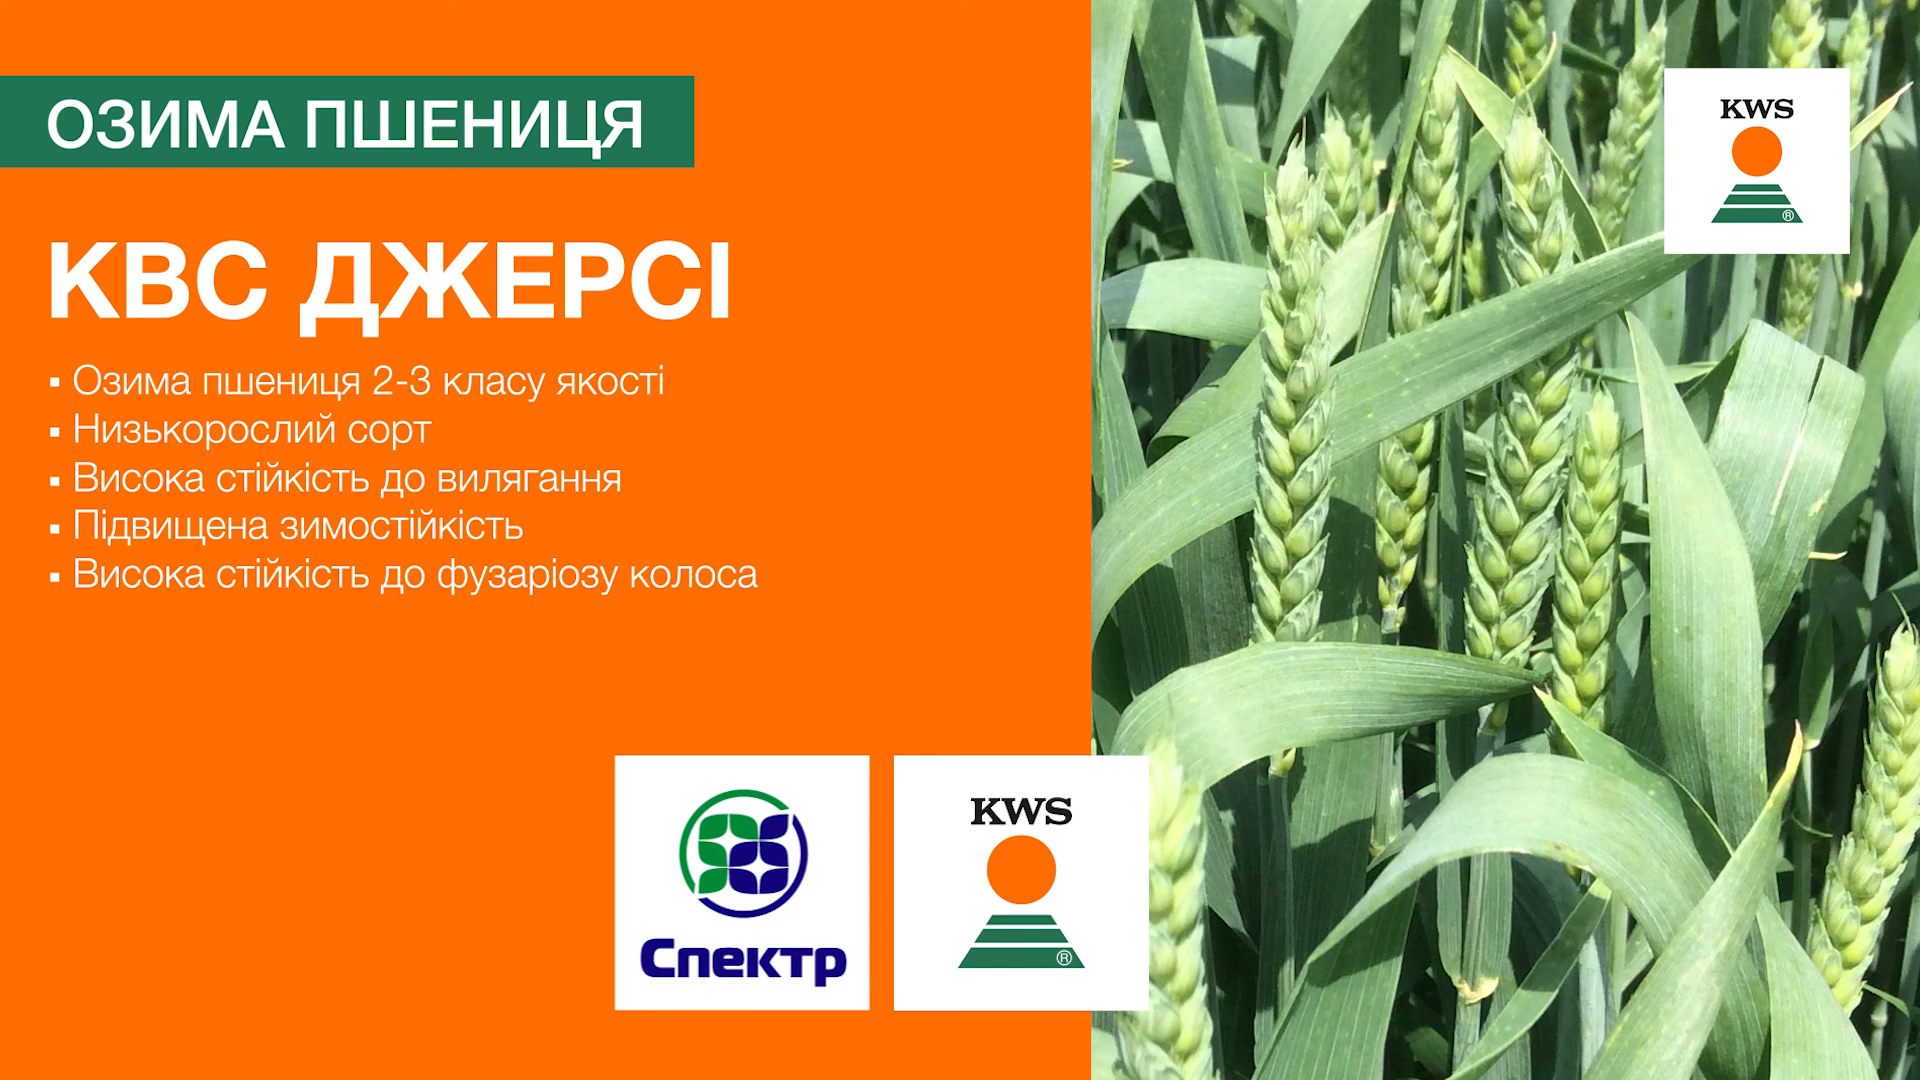 ОЗИМА ПШЕНИЦЯ
КВС ДЖЕРСІ
▪ Озима пшениця 2-3 класу якості
▪ Низькорослий сорт
▪ Висока стійкість до вилягання
▪ Підвищена зимостійкість
▪ Висока стійкість до фузаріозу колоса
KWS
®
Спектр
KWS
®